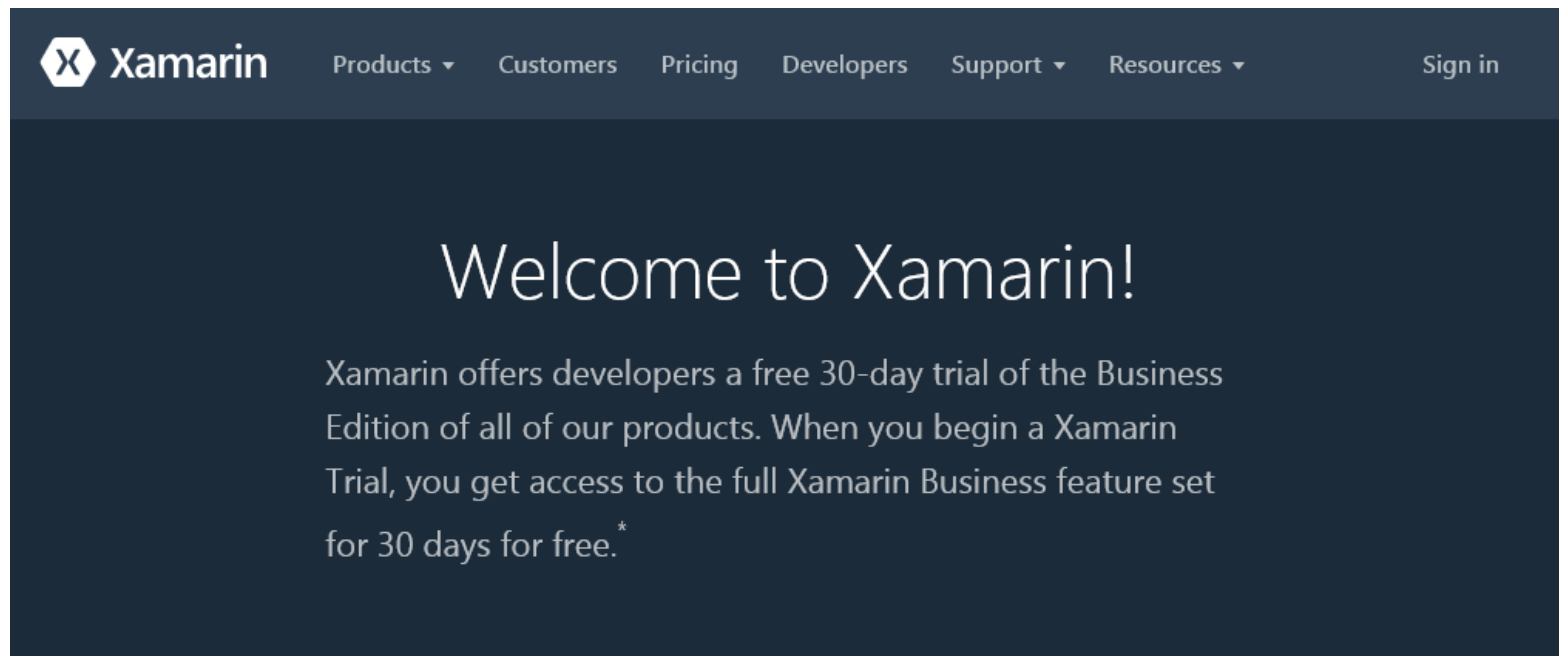 Xamarin Products Customers Pricing Developers Support Resources Sign in
Welcome to Xamarin!
Xamarin offers developers a free 30-day trial of the Business
Edition of all of our products. When you begin a Xamarin
Trial, you get access to the full Xamarin Business feature set
for 30 days for free.*